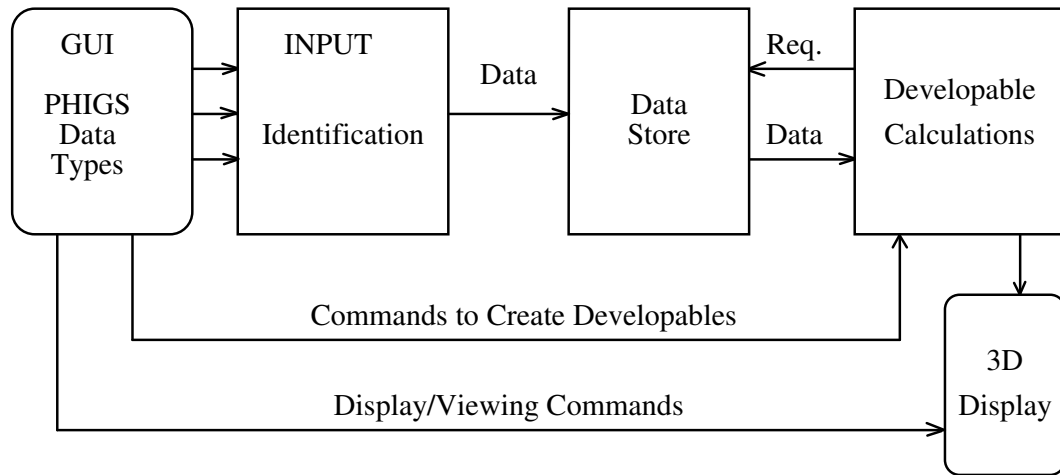 GUI
PHIGS
Data
Types
INPUT
Identification
Data
Data
Store
Req.
Data
Developable
Calculations
Commands to Create Developables
3D
Display
Display/Viewing Commands